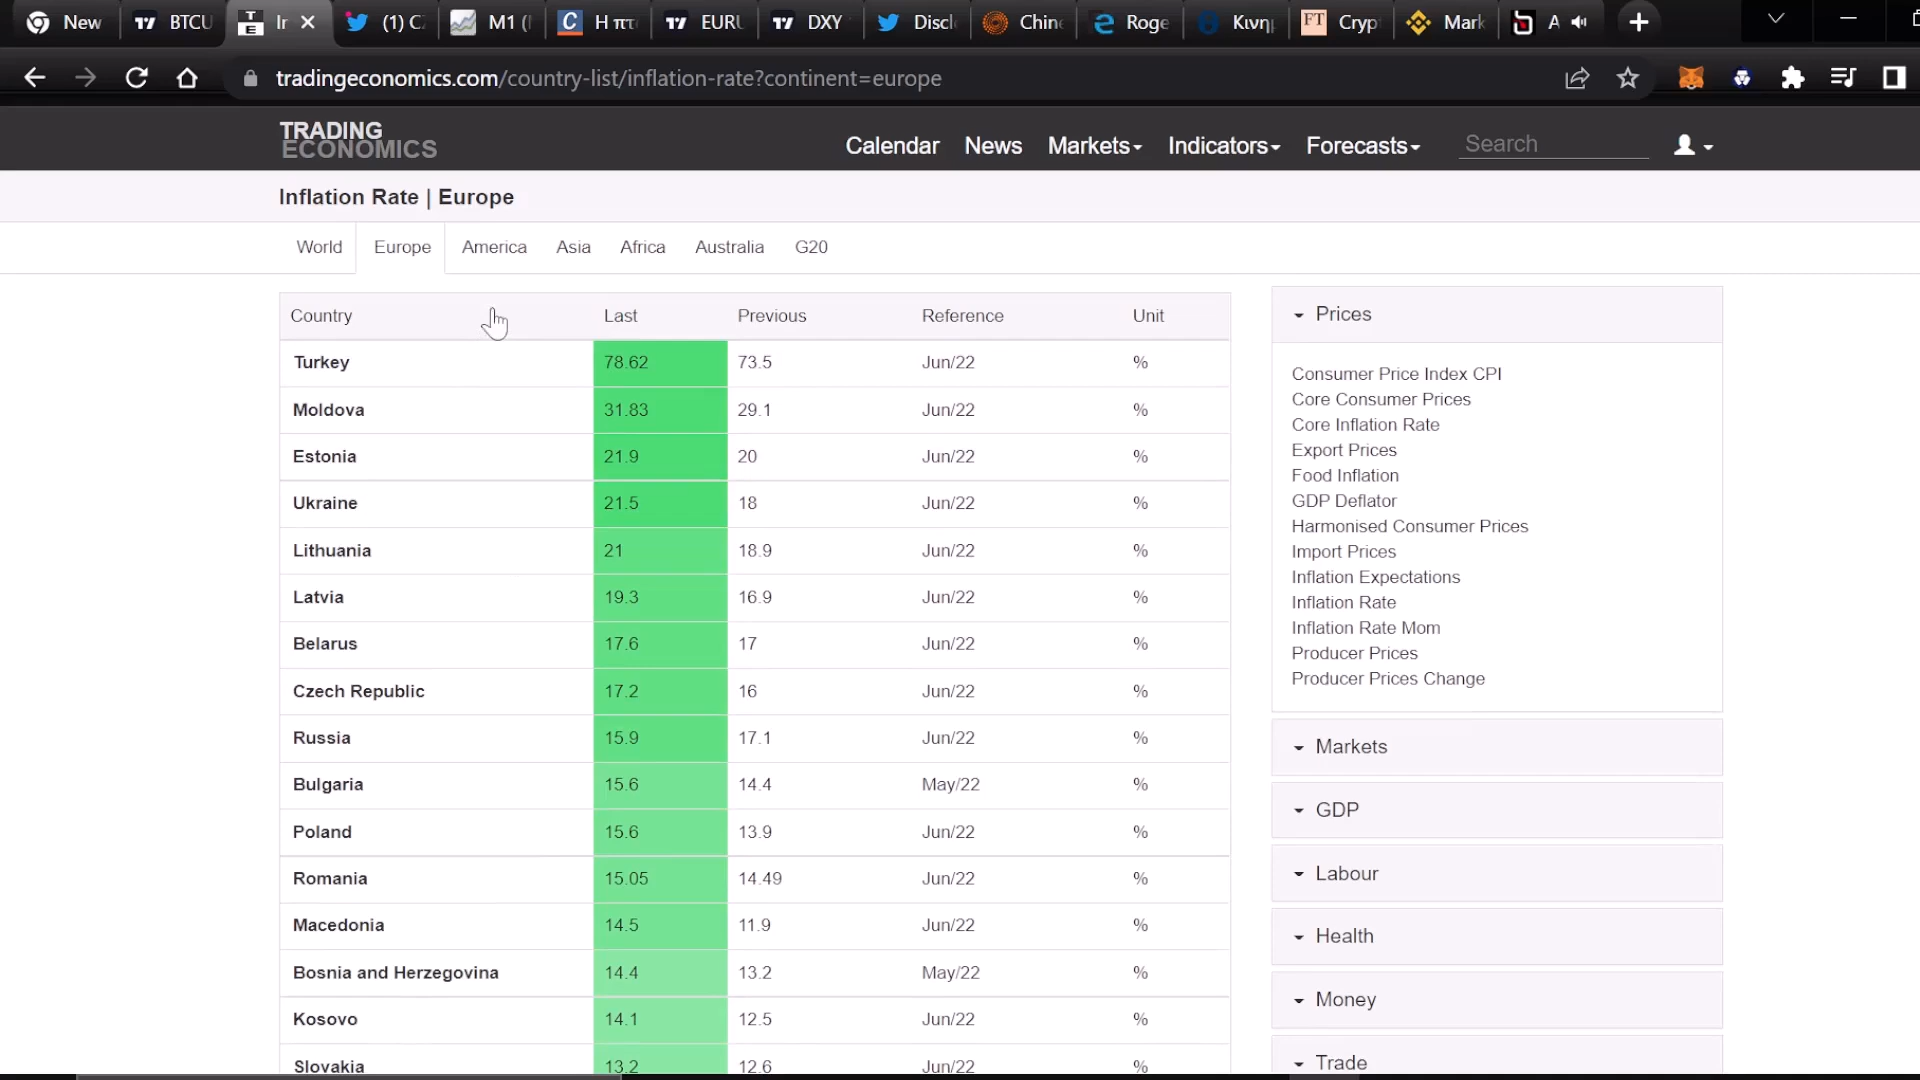 New
BTCU
Ir
(1) C
M1 (
Η πτ
EURU
DXY
Discl
Chine
Roge
Κινη
FT
Cryp
Mark
A
tradingeconomics.com/country-list/inflation-rate?continent=europe
TRADING
ECONOMICS
Calendar News Markets Indicators Forecasts Search
Inflation Rate | Europe
World Europe America Asia Africa Australia G20
Country Last Previous Reference Unit
Turkey 78.62 73.5 Jun/22 %
Moldova 31.83 29.1 Jun/22 %
Estonia 21.9 20 Jun/22 %
Ukraine 21.5 18 Jun/22 %
Lithuania 21 18.9 Jun/22 %
Latvia 19.3 16.9 Jun/22 %
Belarus 17.6 17 Jun/22 %
Czech Republic 17.2 16 Jun/22 %
Russia 15.9 17.1 Jun/22 %
Bulgaria 15.6 14.4 May/22 %
Poland 15.6 13.9 Jun/22 %
Romania 15.05 14.49 Jun/22 %
Macedonia 14.5 11.9 Jun/22 %
Bosnia and Herzegovina 14.4 13.2 May/22 %
Kosovo 14.1 12.5 Jun/22 %
Slovakia 13.2 12.6 Jun/22 %
Prices
Consumer Price Index CPI
Core Consumer Prices
Core Inflation Rate
Export Prices
Food Inflation
GDP Deflator
Harmonised Consumer Prices
Import Prices
Inflation Expectations
Inflation Rate
Inflation Rate Mom
Producer Prices
Producer Prices Change
Markets
GDP
Labour
Health
Money
Trade